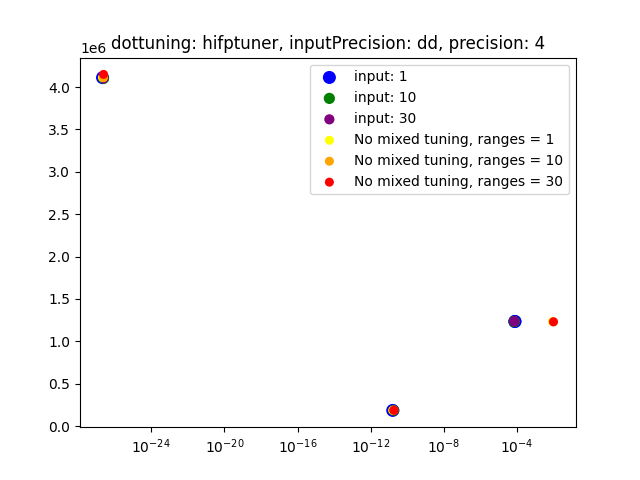 dottuning: hifptuner, inputPrecision: dd, precision: 4
1e6
4.0
3.5
3.0
2.5
2.0
1.5
1.0
0.5
0.0
input: 1
input: 10
input: 30
No mixed tuning, ranges = 1
No mixed tuning, ranges = 10
No mixed tuning, ranges = 30
10⁻²⁴ 10⁻²⁰ 10⁻¹⁶ 10⁻¹² 10⁻⁸ 10⁻⁴